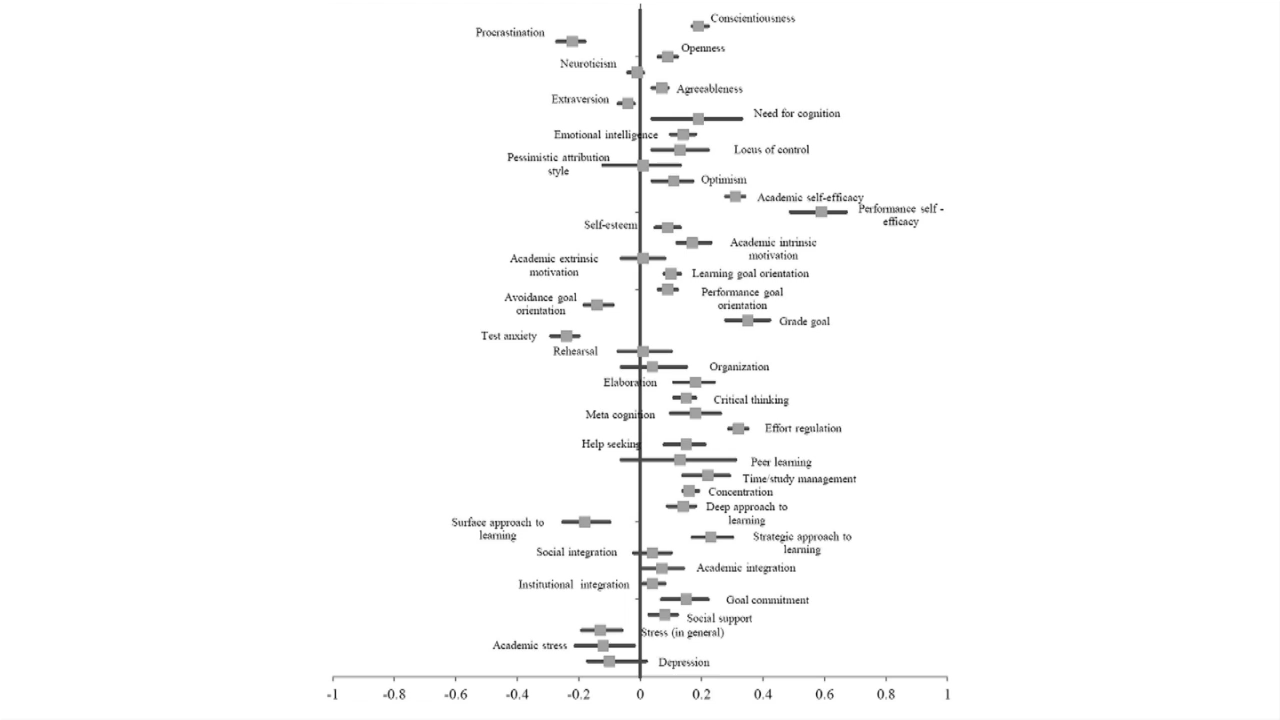 Conscientiousness
Procrastination
Openness
Neuroticism
Agreeableness
Extraversion
Need for cognition
Emotional intelligence
Locus of control
Pessimistic attribution
style
Optimism
Academic self-efficacy
Performance self -
efficacy
Self-esteem
Academic intrinsic
motivation
Academic extrinsic
motivation
Learning goal orientation
Performance goal
orientation
Avoidance goal
orientation
Grade goal
Test anxiety
Rehearsal
Organization
Elaboration
Critical thinking
Meta cognition
Effort regulation
Help seeking
Peer learning
Time/study management
Concentration
Deep approach to
learning
Surface approach to
learning
Strategic approach to
learning
Social integration
Academic integration
Institutional integration
Goal commitment
Social support
Stress (in general)
Academic stress
Depression
-1 -0.8 -0.6 -0.4 -0.2 0 0.2 0.4 0.6 0.8 1